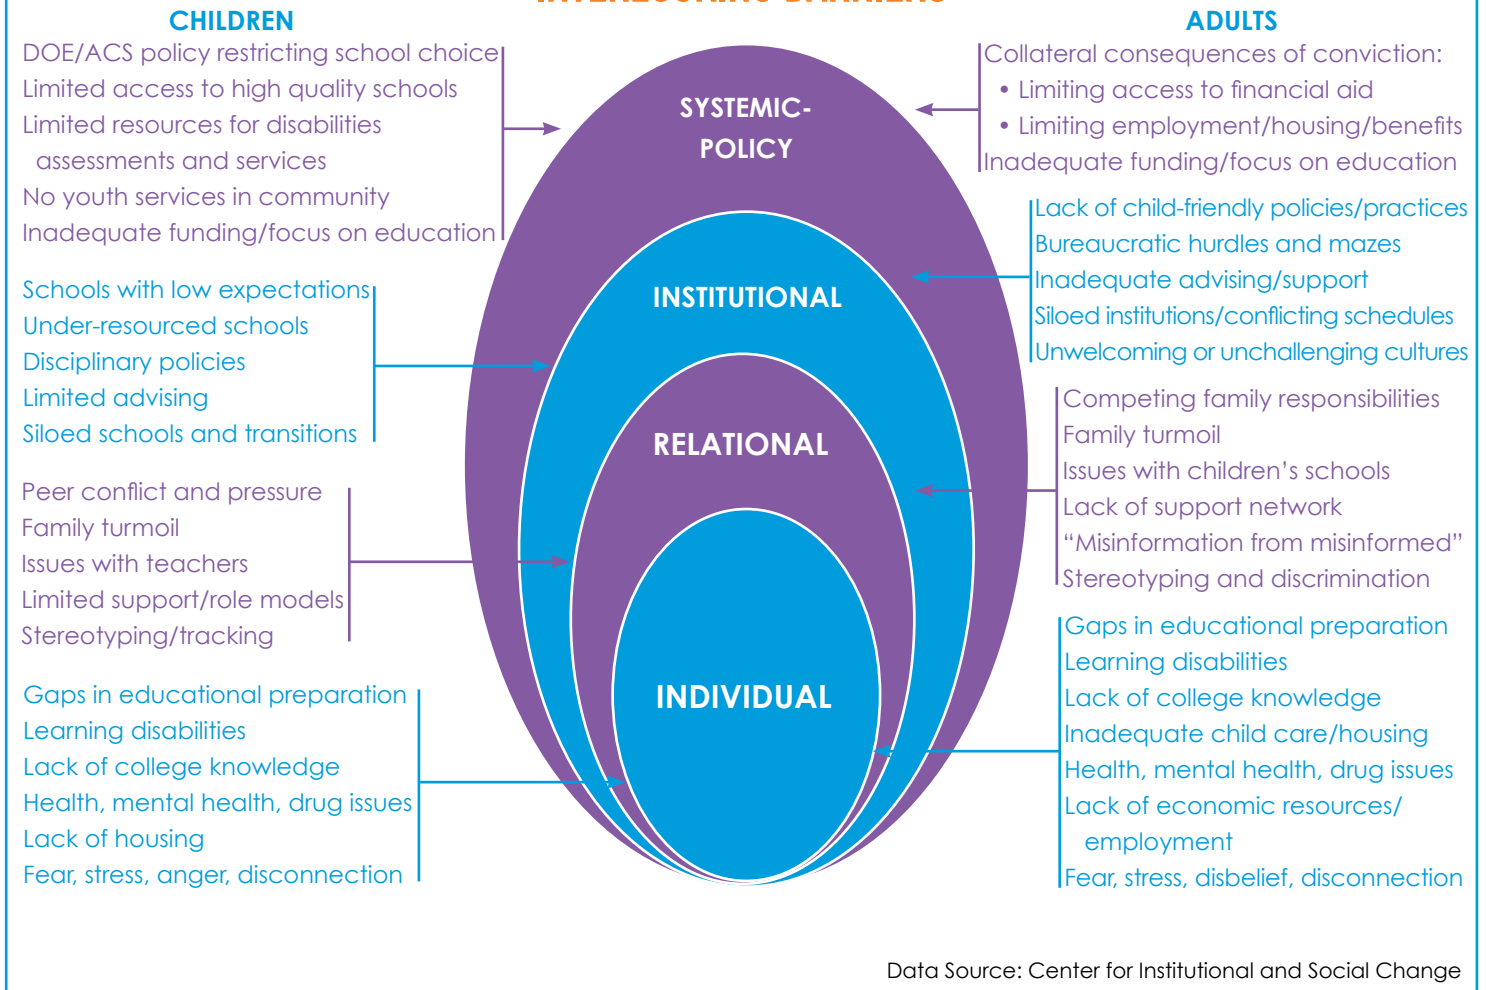 INTERLOCKING BARRIERS
CHILDREN
DOE/ACS policy restricting school choice
Limited access to high quality schools
Limited resources for disabilities
assessments and services
No youth services in community
Inadequate funding/focus on education
Schools with low expectations
Under-resourced schools
Disciplinary policies
Limited advising
Siloed schools and transitions
Peer conflict and pressure
Family turmoil
Issues with teachers
Limited support/role models
Stereotyping/tracking
Gaps in educational preparation
Learning disabilities
Lack of college knowledge
Health, mental health, drug issues
Lack of housing
Fear, stress, anger, disconnection
SYSTEMIC-
POLICY
INSTITUTIONAL
RELATIONAL
INDIVIDUAL
ADULTS
Collateral consequences of conviction:
• Limiting access to financial aid
• Limiting employment/housing/benefits
Inadequate funding/focus on education
Lack of child-friendly policies/practices
Bureaucratic hurdles and mazes
Inadequate advising/support
Siloed institutions/conflicting schedules
Unwelcoming or unchallenging cultures
Competing family responsibilities
Family turmoil
Issues with children’s schools
Lack of support network
“Misinformation from misinformed”
Stereotyping and discrimination
Gaps in educational preparation
Learning disabilities
Lack of college knowledge
Inadequate child care/housing
Health, mental health, drug issues
Lack of economic resources/
employment
Fear, stress, disbelief, disconnection
Data Source: Center for Institutional and Social Change